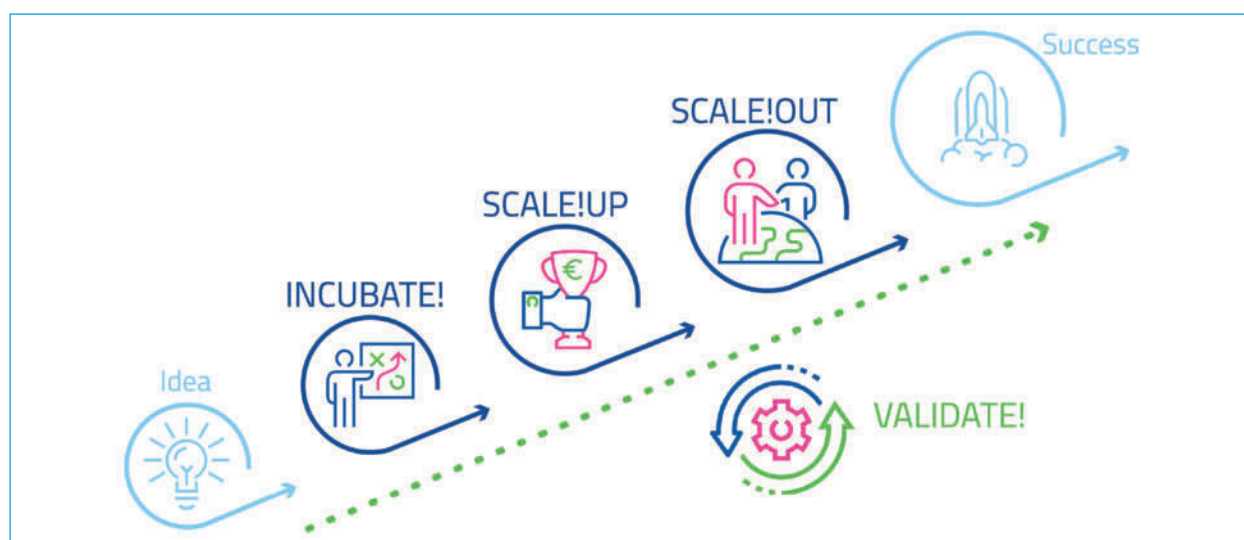 Idea
INCUBATE!
SCALE!UP
€
SCALE!OUT
Success
VALIDATE!